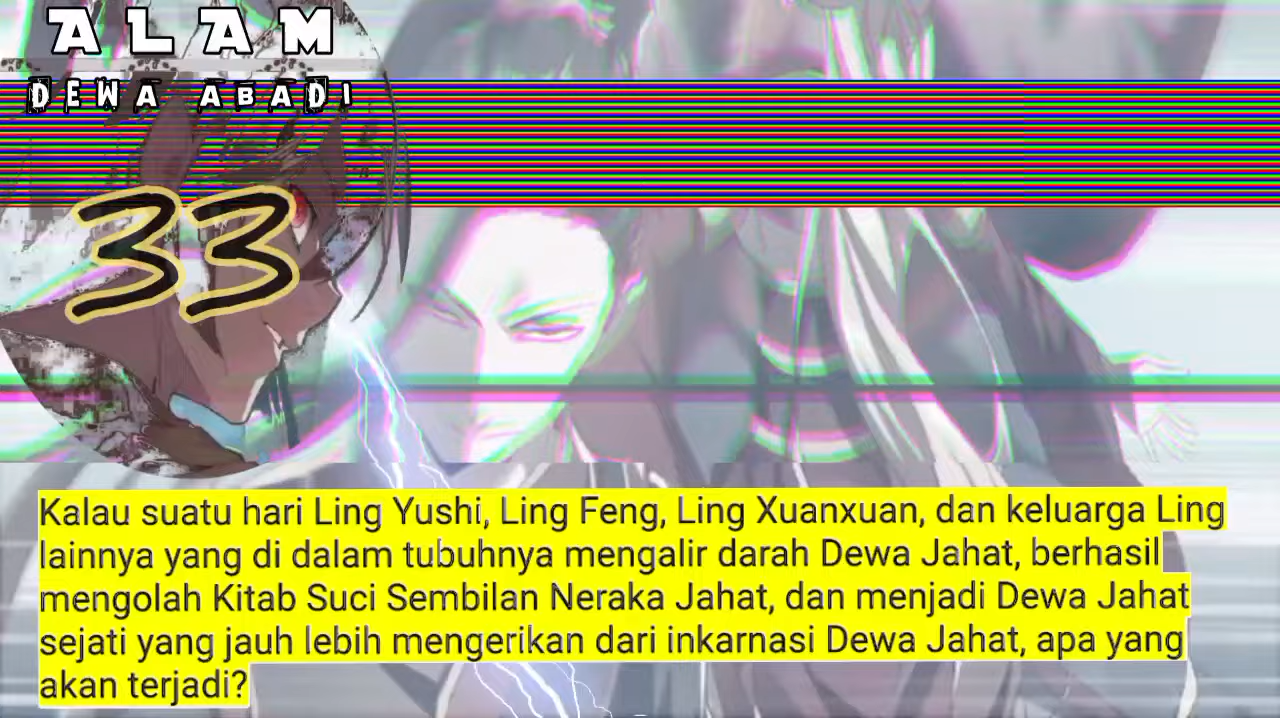 ALAM
DEWA ABADI
33
Kalau suatu hari Ling Yushi, Ling Feng, Ling Xuanxuan, dan keluarga Ling
lainnya yang di dalam tubuhnya mengalir darah Dewa Jahat, berhasil
mengolah Kitab Suci Sembilan Neraka Jahat, dan menjadi Dewa Jahat
sejati yang jauh lebih mengerikan dari inkarnasi Dewa Jahat, apa yang
akan terjadi?